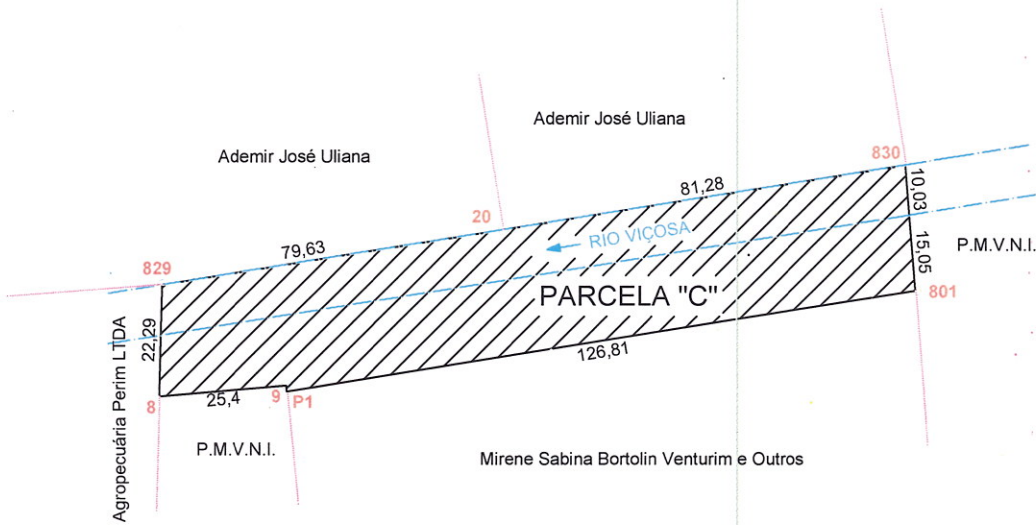 Ademir José Uliana
Ademir José Uliana
830
81,28
10,03
20
79,63
RIO VIÇOSA
P.M.V.N.I.
829
15,05
PARCELA "C"
801
22,29
126,81
Agropecuária Perim LTDA
25,4
8
9
P1
P.M.V.N.I.
Mirene Sabina Bortolin Venturim e Outros